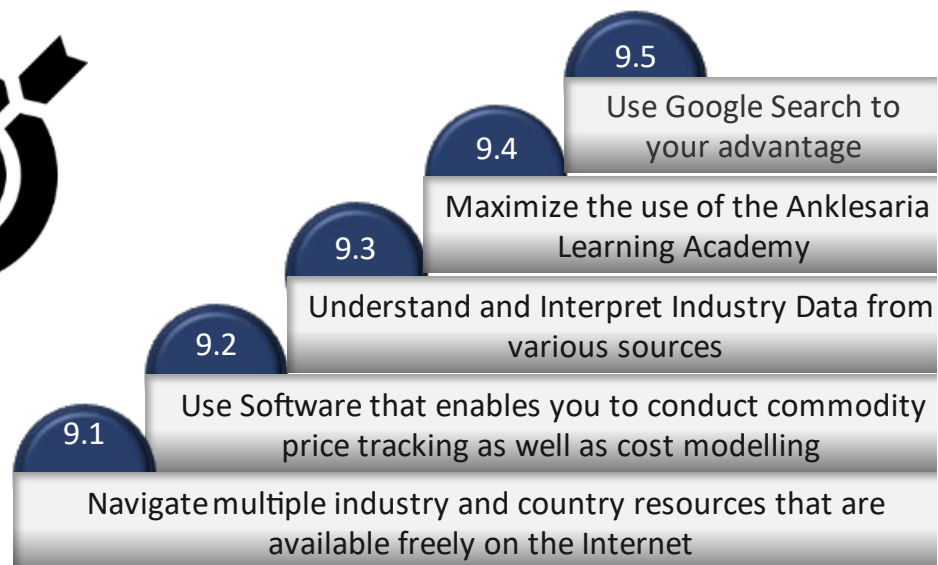 9.5
Use Google Search to
your advantage
9.4
Maximize the use of the Anklesaria
Learning Academy
9.3
Understand and Interpret Industry Data from
various sources
9.2
Use Software that enables you to conduct commodity
price tracking as well as cost modelling
9.1
Navigate multiple industry and country resources that are
available freely on the Internet